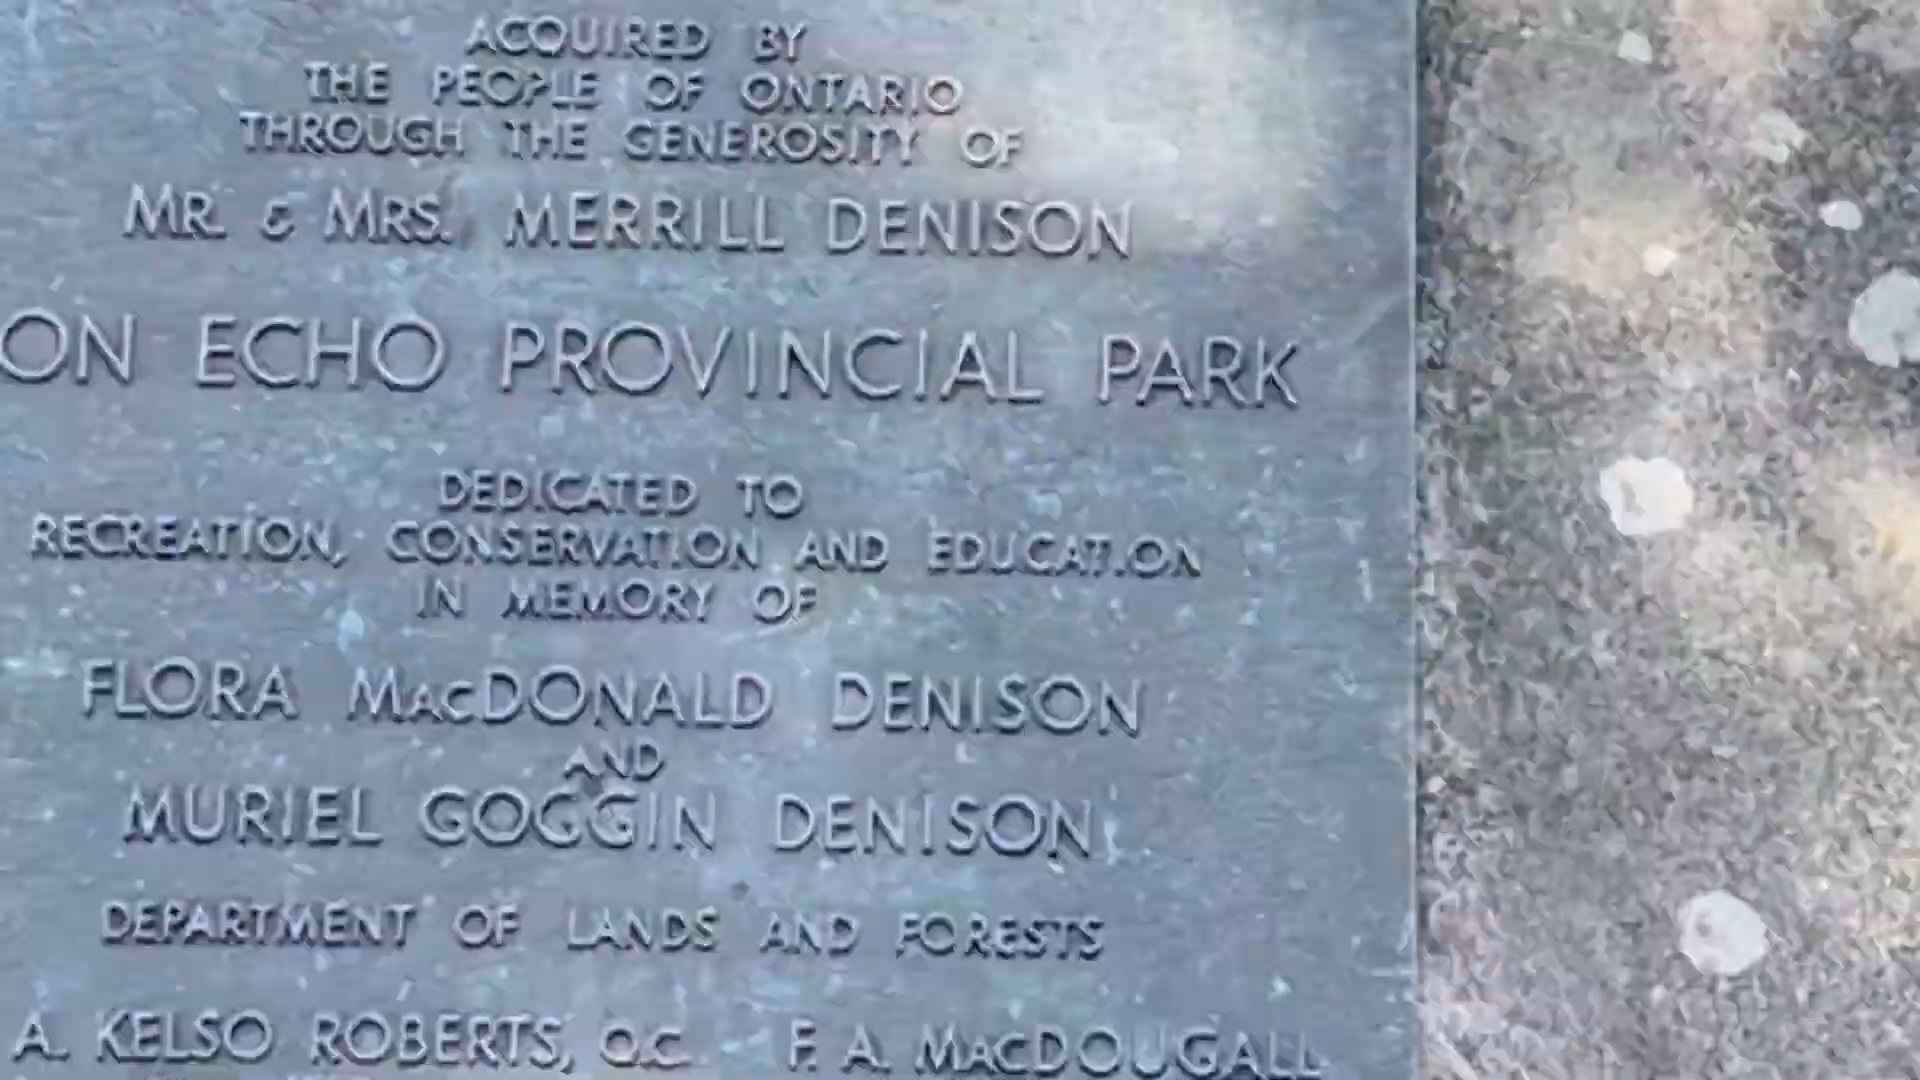 ACQUIRED BY
THE PEOPLE OF ONTARIO
THROUGH THE GENEROSITY OF
MR. & MRS. MERRILL DENISON
ON ECHO PROVINCIAL PARK
DEDICATED TO
RECREATION, CONSERVATION AND EDUCATION
IN MEMORY OF
FLORA MACDONALD DENISON
AND
MURIEL GOGGIN DENISON
DEPARTMENT OF LANDS AND FORESTS
A. KELSO ROBERTS, Q.C. F. A. MACDOUGALL